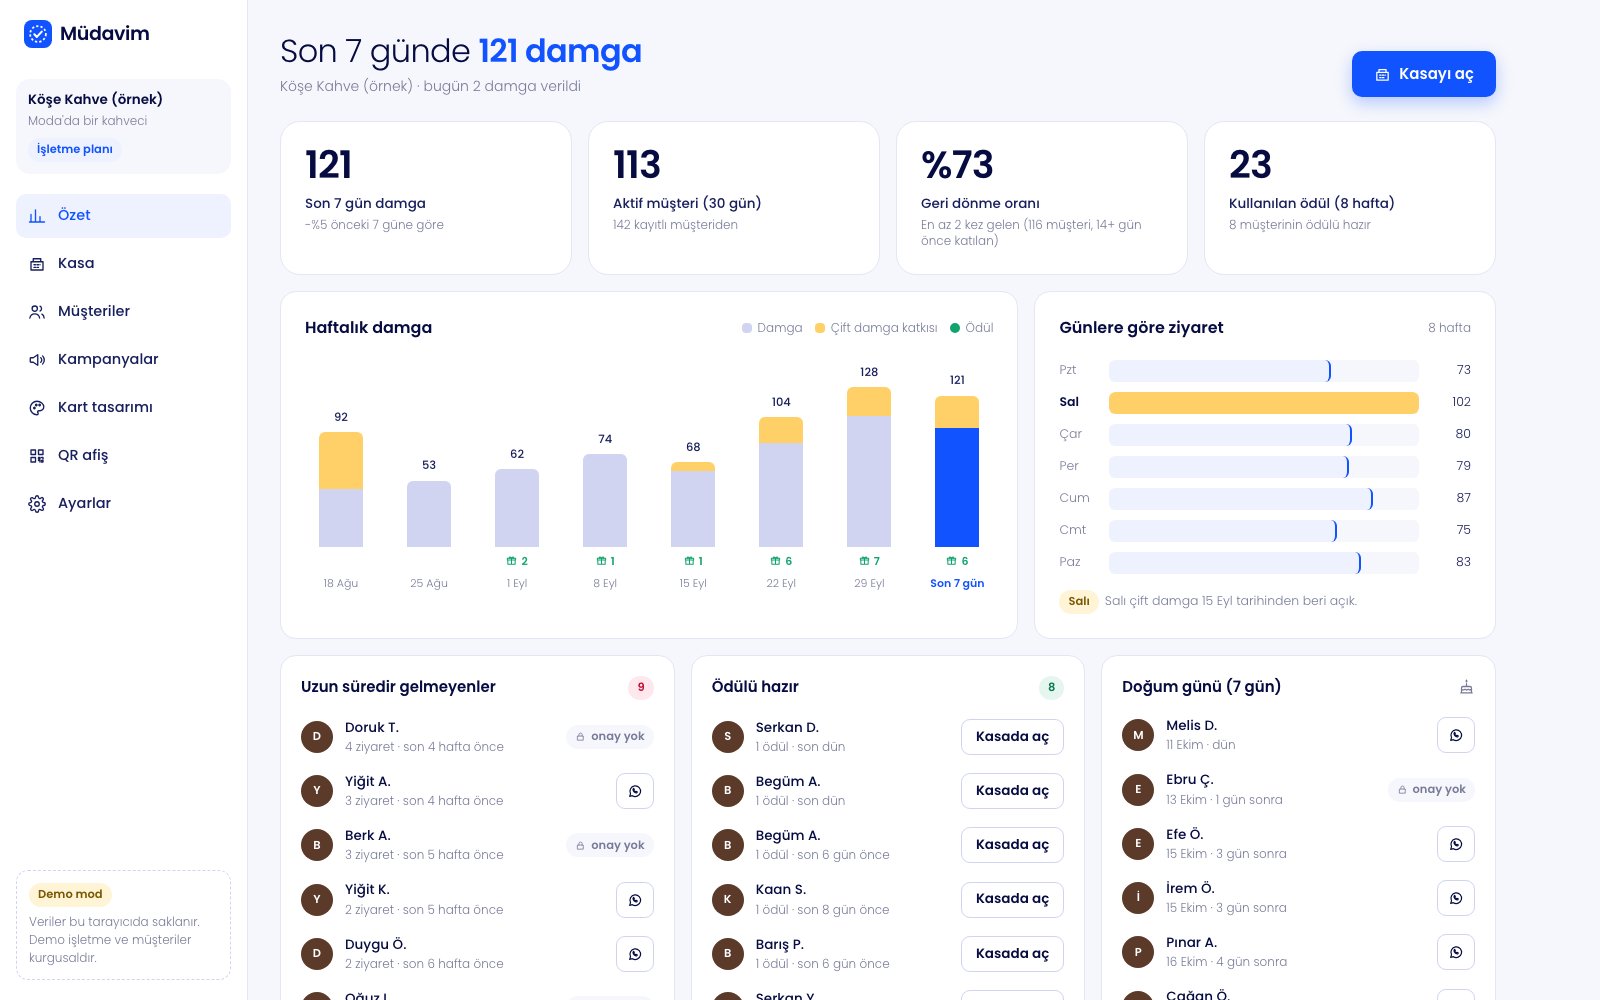 Müdavim
Köşe Kahve (örnek)
Moda'da bir kahveci
İşletme planı
Özet
Kasa
Müşteriler
Kampanyalar
Kart tasarımı
QR afiş
Ayarlar
Demo mod
Veriler bu tarayıcıda saklanır.
Demo işletme ve müşteriler
kurgusaldır.
Son 7 günde 121 damga
Köşe Kahve (örnek) · bugün 2 damga verildi
Kasayı aç
121
Son 7 gün damga
-%5 önceki 7 güne göre
113
Aktif müşteri (30 gün)
142 kayıtlı müşteriden
%73
Geri dönme oranı
En az 2 kez gelen (116 müşteri, 14+ gün
önce katılan)
23
Kullanılan ödül (8 hafta)
8 müşterinin ödülü hazır
Haftalık damga
Damga Çift damga katkısı Ödül
92 53 62 74 68 104 128 121
2 1 1 6 7 6
18 Ağu 25 Ağu 1 Eyl 8 Eyl 15 Eyl 22 Eyl 29 Eyl Son 7 gün
Günlere göre ziyaret 8 hafta
Pzt 73
Sal 102
Çar 80
Per 79
Cum 87
Cmt 75
Paz 83
Salı Salı çift damga 15 Eyl tarihinden beri açık.
Uzun süredir gelmeyenler 9
D Doruk T. onay yok
4 ziyaret · son 4 hafta önce
Y Yiğit A.
3 ziyaret · son 4 hafta önce
B Berk A. onay yok
3 ziyaret · son 5 hafta önce
Y Yiğit K.
2 ziyaret · son 5 hafta önce
D Duygu Ö.
2 ziyaret · son 6 hafta önce
Ödülü hazır 8
S Serkan D. Kasada aç
1 ödül · son dün
B Begüm A. Kasada aç
1 ödül · son dün
B Begüm A. Kasada aç
1 ödül · son 6 gün önce
K Kaan S. Kasada aç
1 ödül · son 8 gün önce
B Barış P. Kasada aç
1 ödül · son 6 gün önce
Serkan Y.
Doğum günü (7 gün)
M Melis D.
11 Ekim · dün
E Ebru Ç. onay yok
13 Ekim · 1 gün sonra
E Efe Ö.
15 Ekim · 3 gün sonra
İ İrem Ö.
15 Ekim · 3 gün sonra
P Pınar A.
16 Ekim · 4 gün sonra
Çağan Ö.